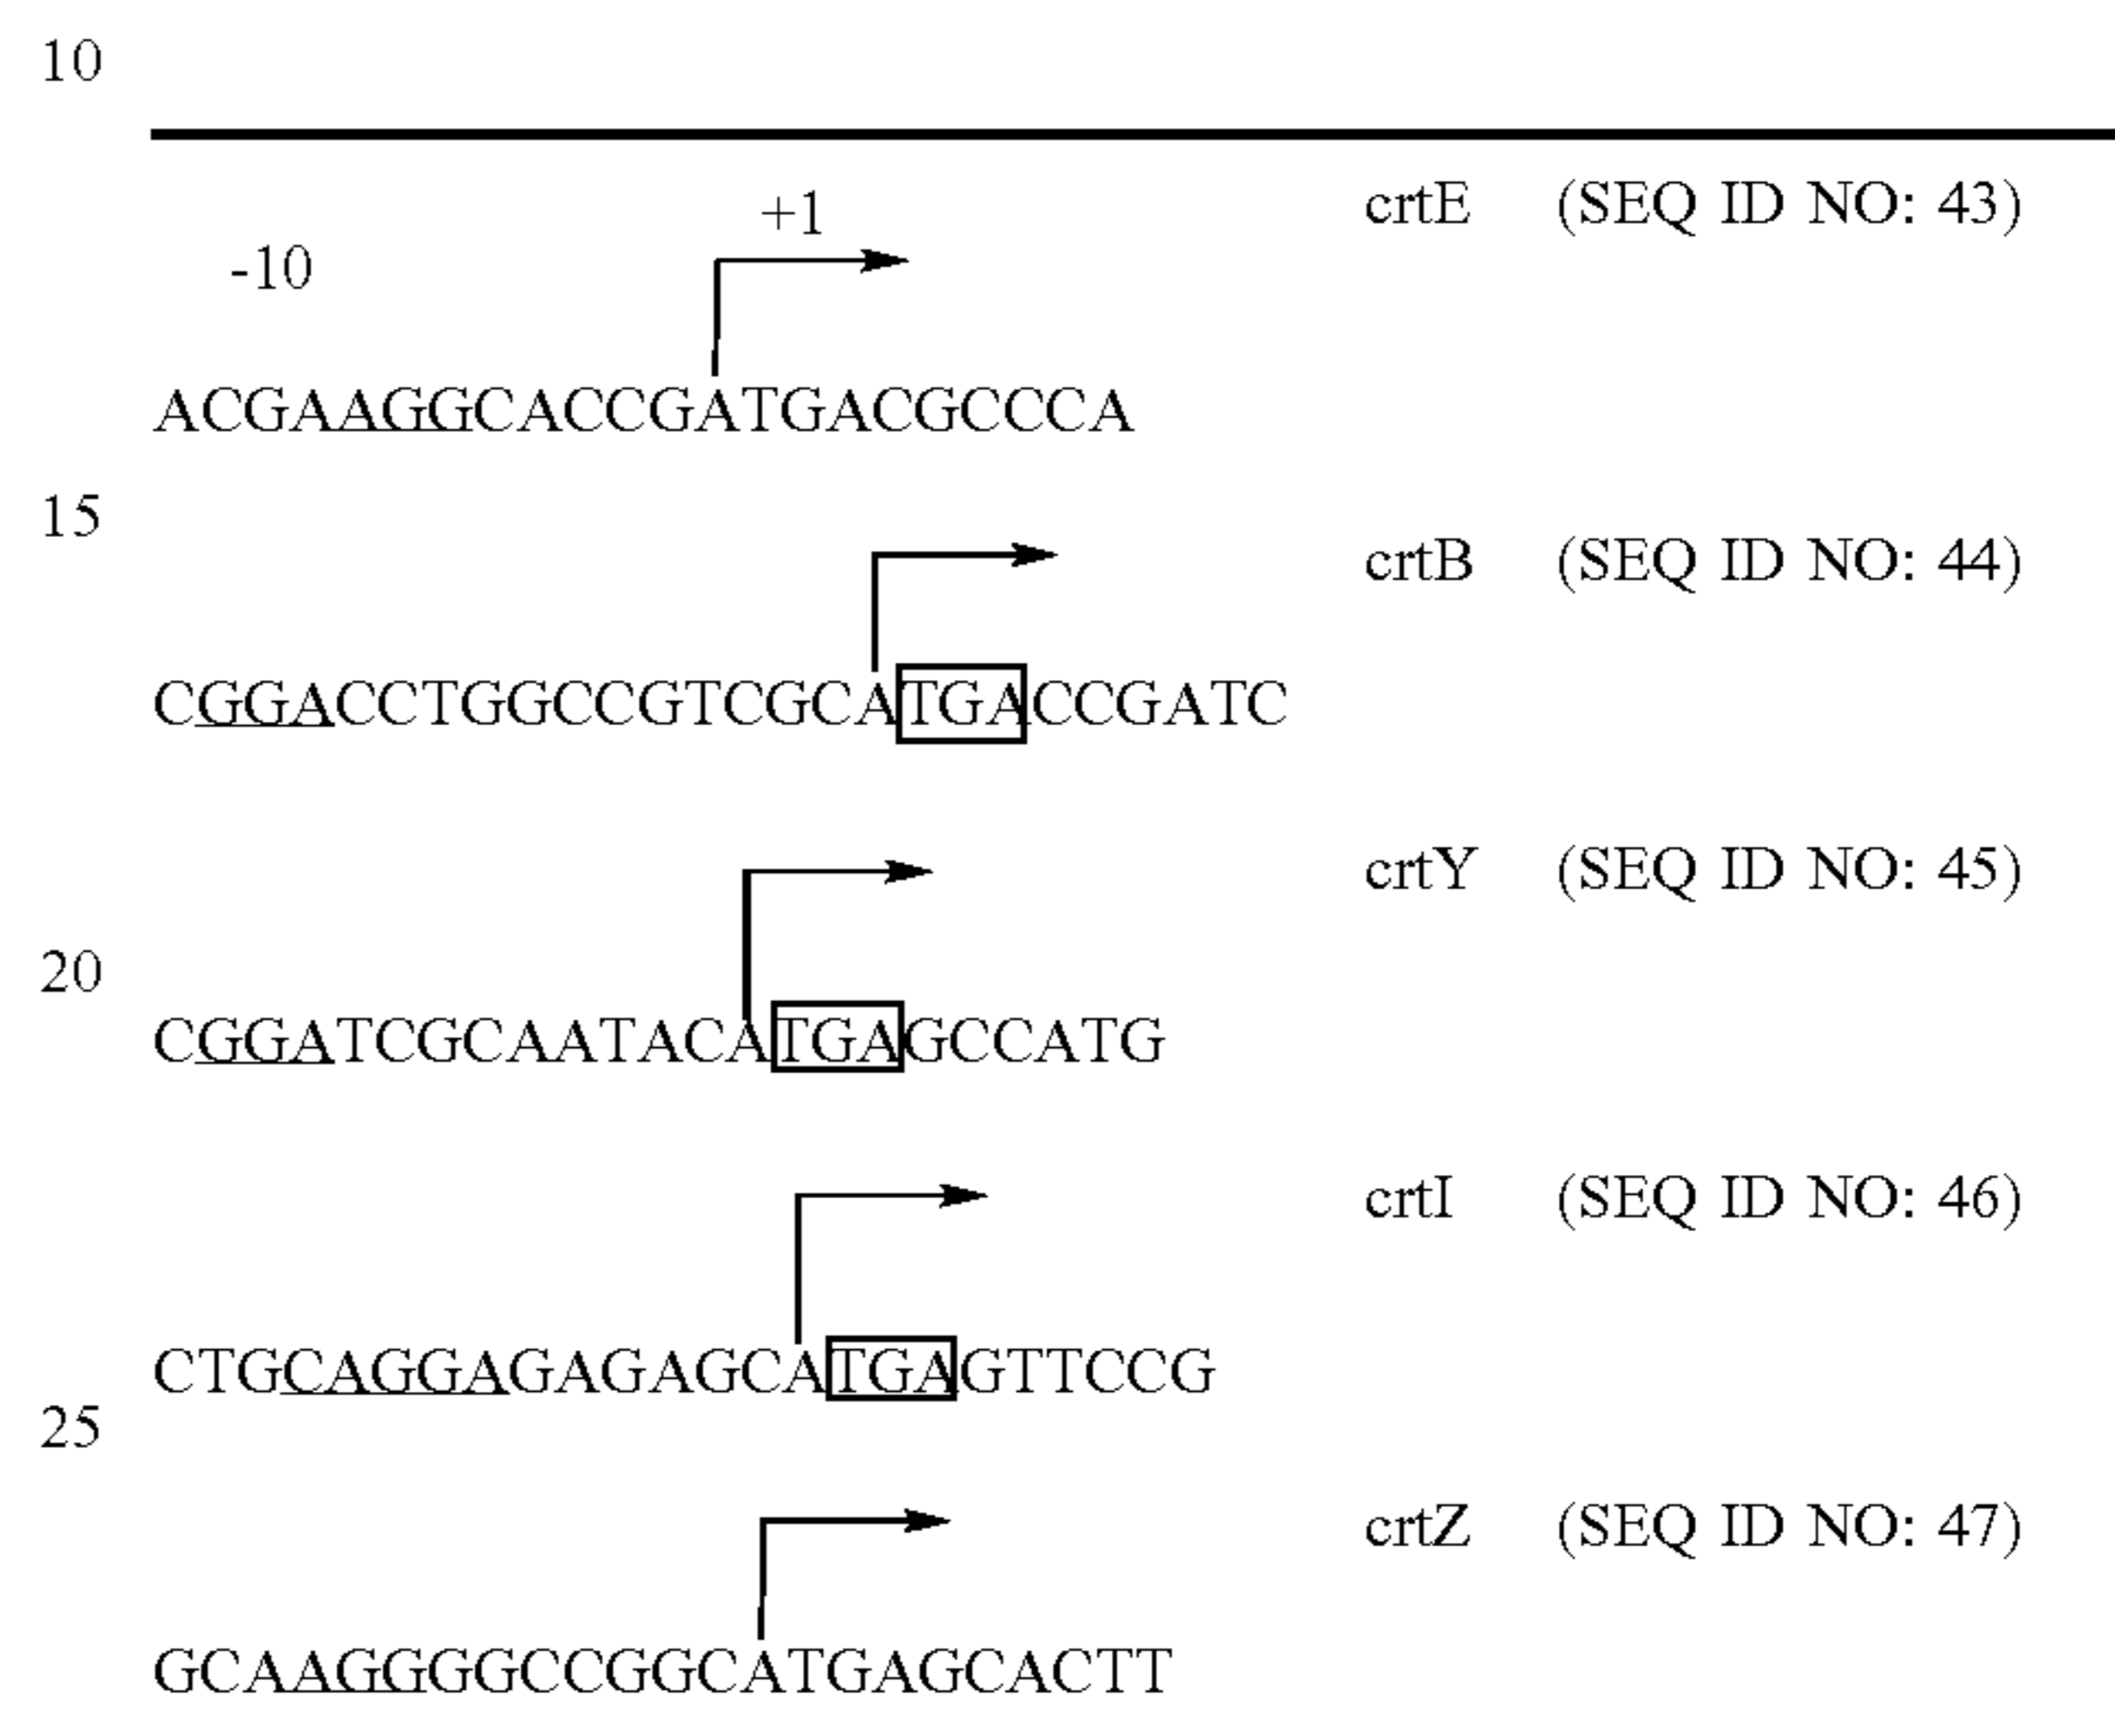 10
crtE (SEQ ID NO: 43)
+1
-10
ACGAAGGCACCGATGACGCCCA
15
crtB (SEQ ID NO: 44)
CGGACCTGGCCGTCGCATGACCGATC
crtY (SEQ ID NO: 45)
20
CGGATCGCAATACATGAGCCATG
crtI (SEQ ID NO: 46)
CTGCAGGAGAGAGCATGAGTTCCG
25
crtZ (SEQ ID NO: 47)
GCAAGGGGCCGGCATGAGCACTT